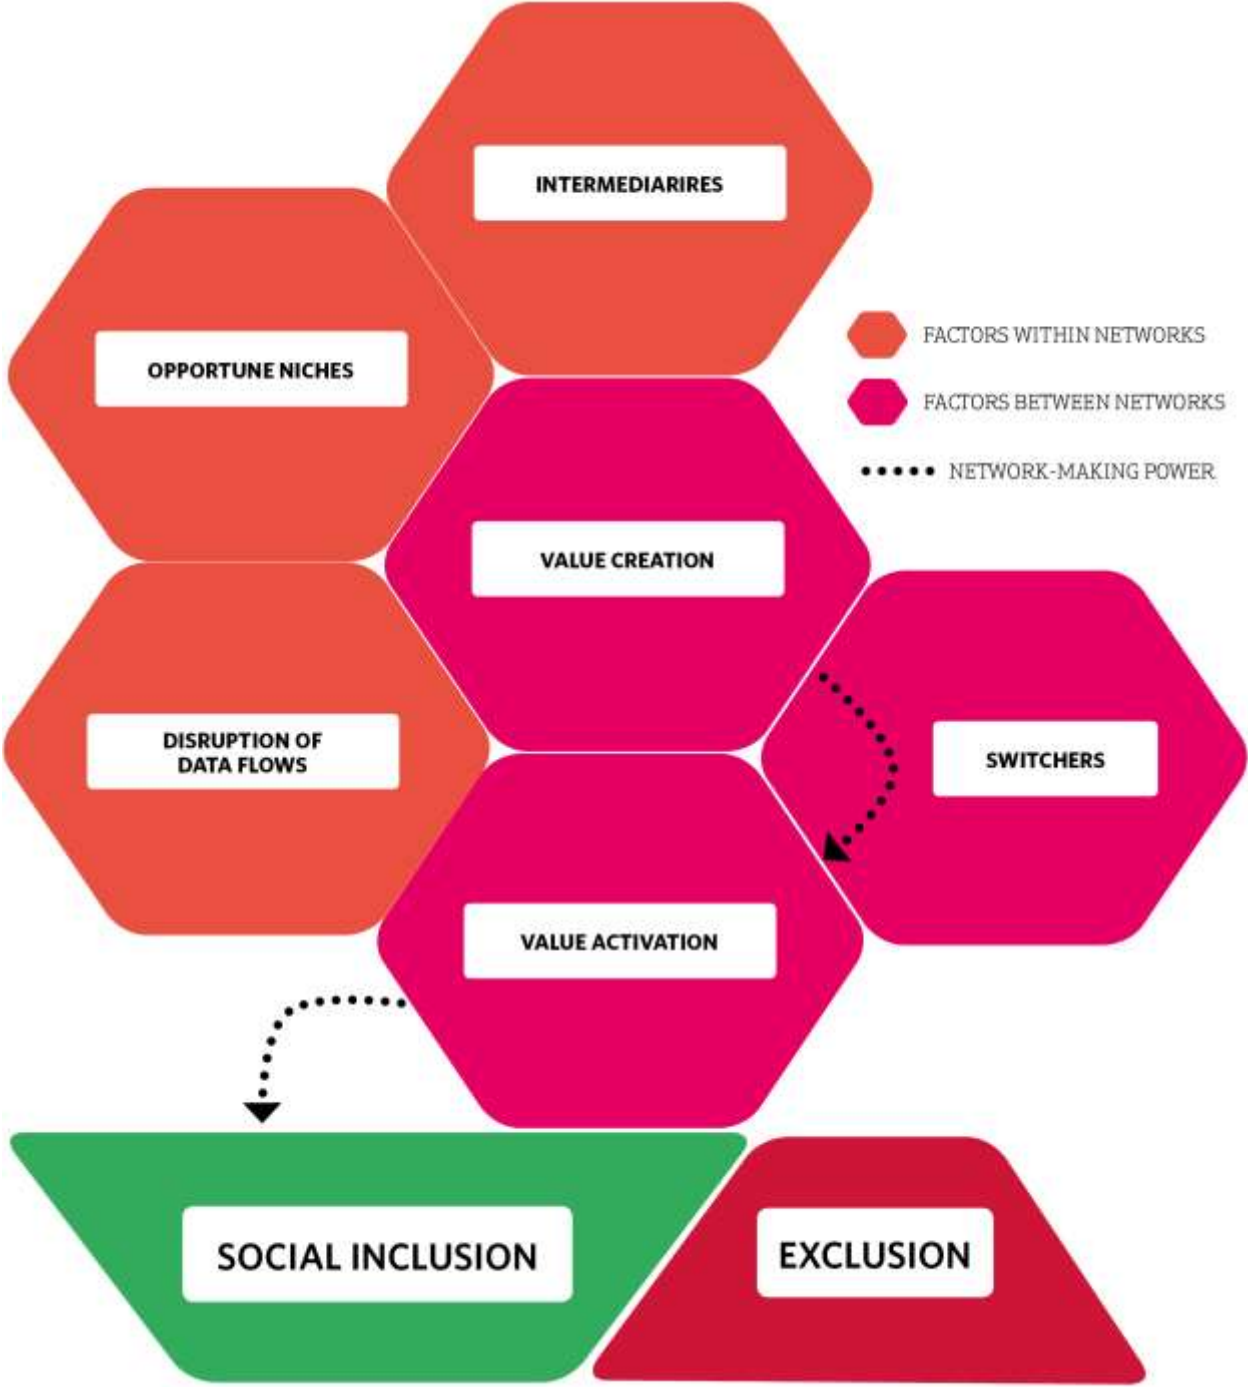 INTERMEDIARIRES
OPPORTUNE NICHES
FACTORS WITHIN NETWORKS
FACTORS BETWEEN NETWORKS
NETWORK-MAKING POWER
VALUE CREATION
DISRUPTION OF
DATA FLOWS
SWITCHERS
VALUE ACTIVATION
SOCIAL INCLUSION
EXCLUSION